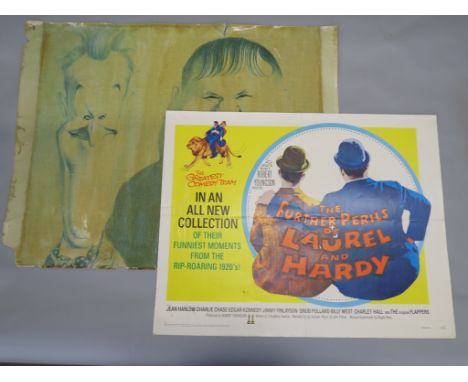 THE
GREATEST
COMEDY TEAM
IN AN
ALL NEW
COLLECTION
OF THEIR
FUNNIEST MOMENTS
FROM THE
RIP-ROARING 1920's!
ROBERT
YOUNGSON
THE
FURTHER PERILS
OF
LAUREL
AND
HARDY
JEAN HARLOW CHARLIE CHASE EDGAR KENNEDY JIMMY FINLAYSON SNUB POLLARD BILLY WEST CHARLEY HALL AND THE FLAPPERS